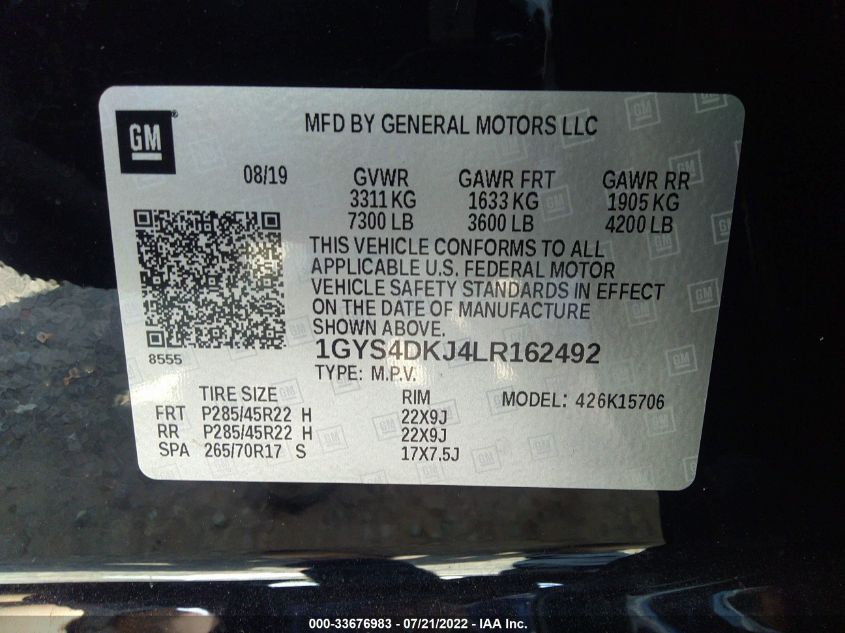 GM
®
MFD BY GENERAL MOTORS LLC
08/19
GVWR GAWR FRT GAWR RR
3311 KG 1633 KG 1905 KG
7300 LB 3600 LB 4200 LB
THIS VEHICLE CONFORMS TO ALL
APPLICABLE U.S. FEDERAL MOTOR
VEHICLE SAFETY STANDARDS IN EFFECT
ON THE DATE OF MANUFACTURE
SHOWN ABOVE.
8555
1GYS4DKJ4LR162492
TYPE: M.P.V.
TIRE SIZE RIM MODEL: 426K15706
FRT P285/45R22 H 22X9J
RR P285/45R22 H 22X9J
SPA 265/70R17 S 17X7.5J
000-33676983 - 07/21/2022 - IAA Inc.